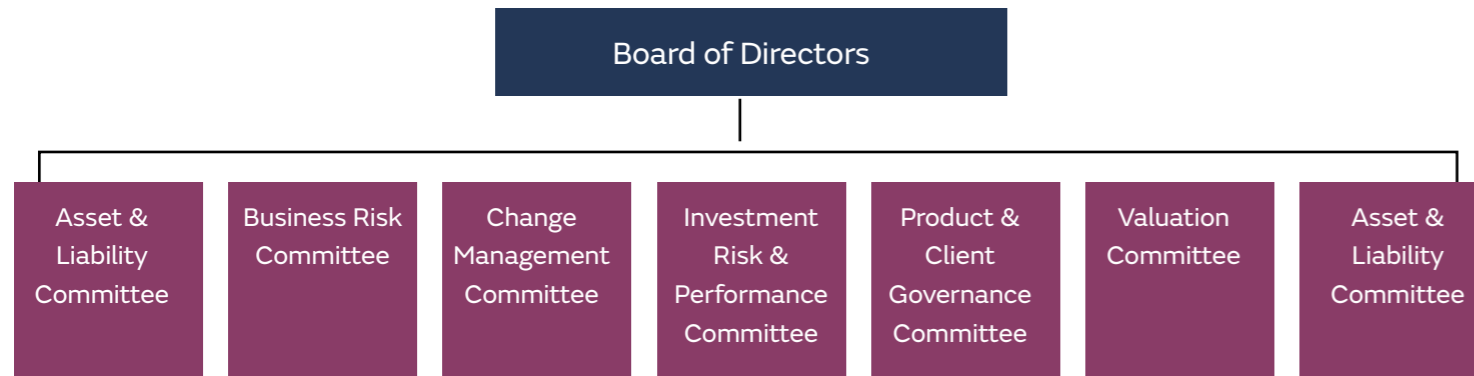 Board of Directors
Asset &
Liability
Committee
Business Risk
Committee
Change
Management
Committee
Investment
Risk &
Performance
Committee
Product &
Client
Governance
Committee
Valuation
Committee
Asset &
Liability
Committee